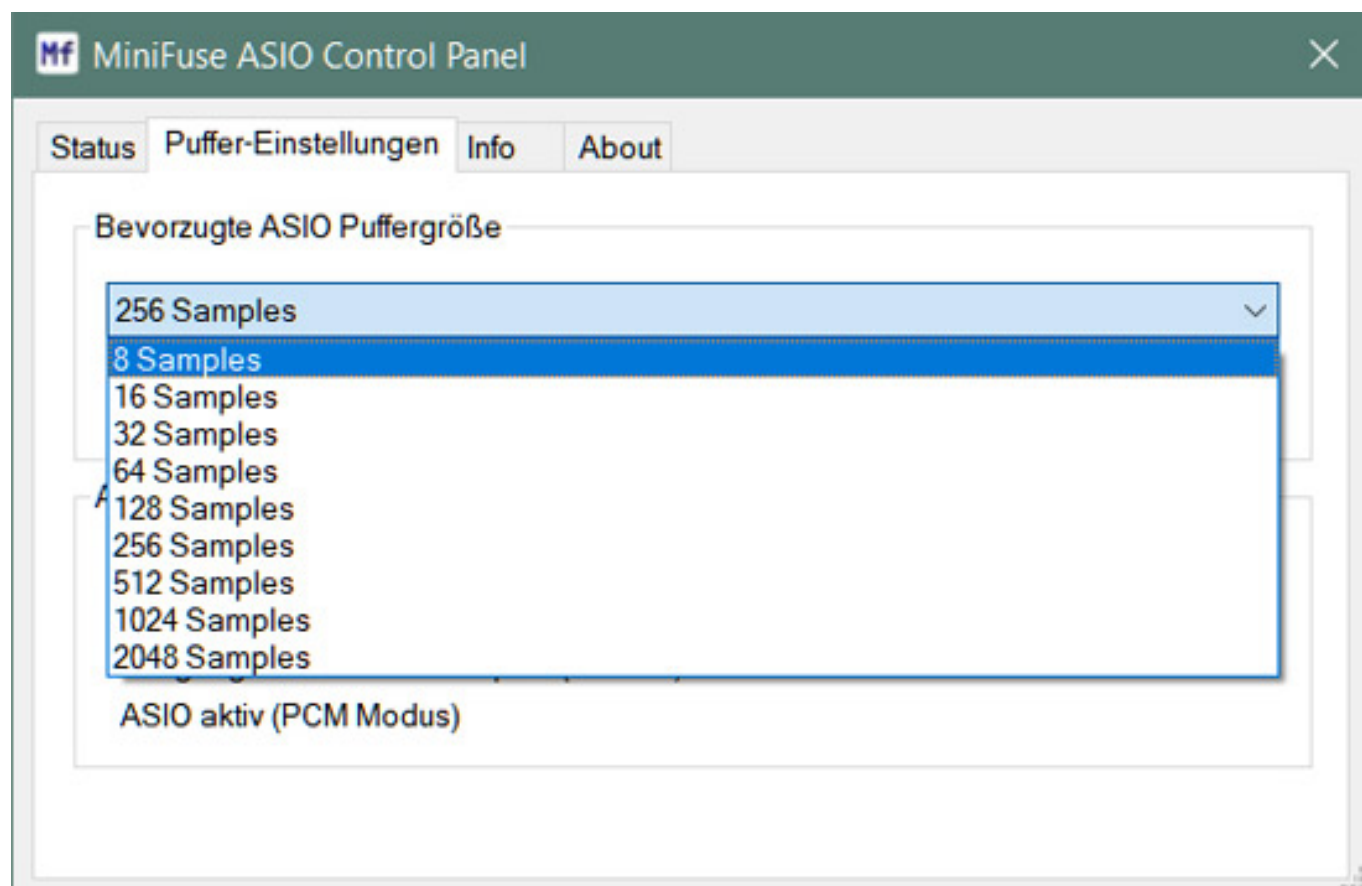 Mf MiniFuse ASIO Control Panel
Status Puffer-Einstellungen Info About
Bevorzugte ASIO Puffergröße
256 Samples
8 Samples
16 Samples
32 Samples
64 Samples
128 Samples
256 Samples
512 Samples
1024 Samples
2048 Samples
ASIO aktiv (PCM Modus)